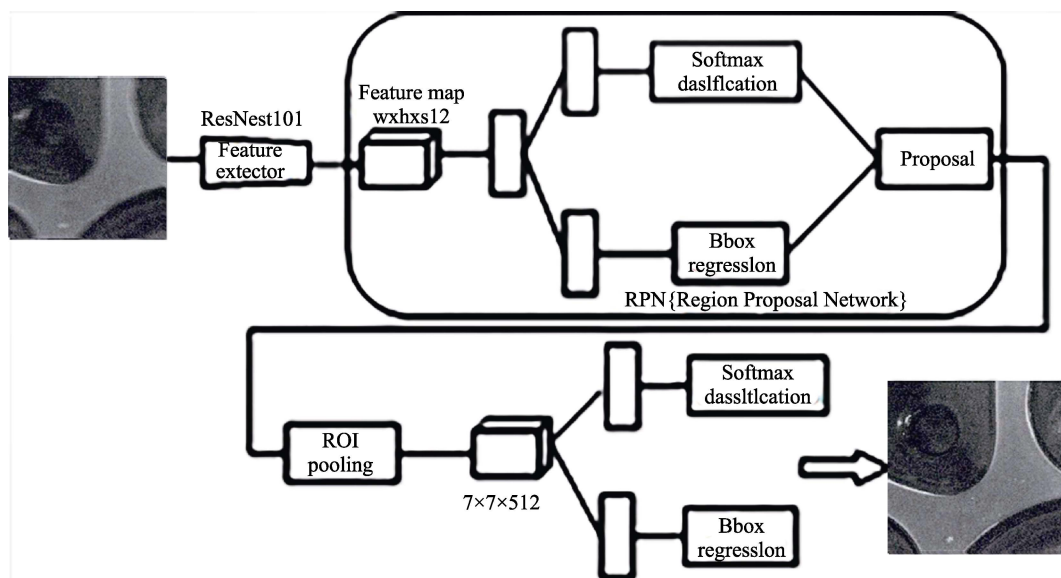 ResNest101
Feature
extector
Feature map
wxhxs12
Softmax
daslflcation
Bbox
regresslon
Proposal
RPN{Region Proposal Network}
ROI
pooling
7×7×512
Softmax
dassltlcation
Bbox
regresslon